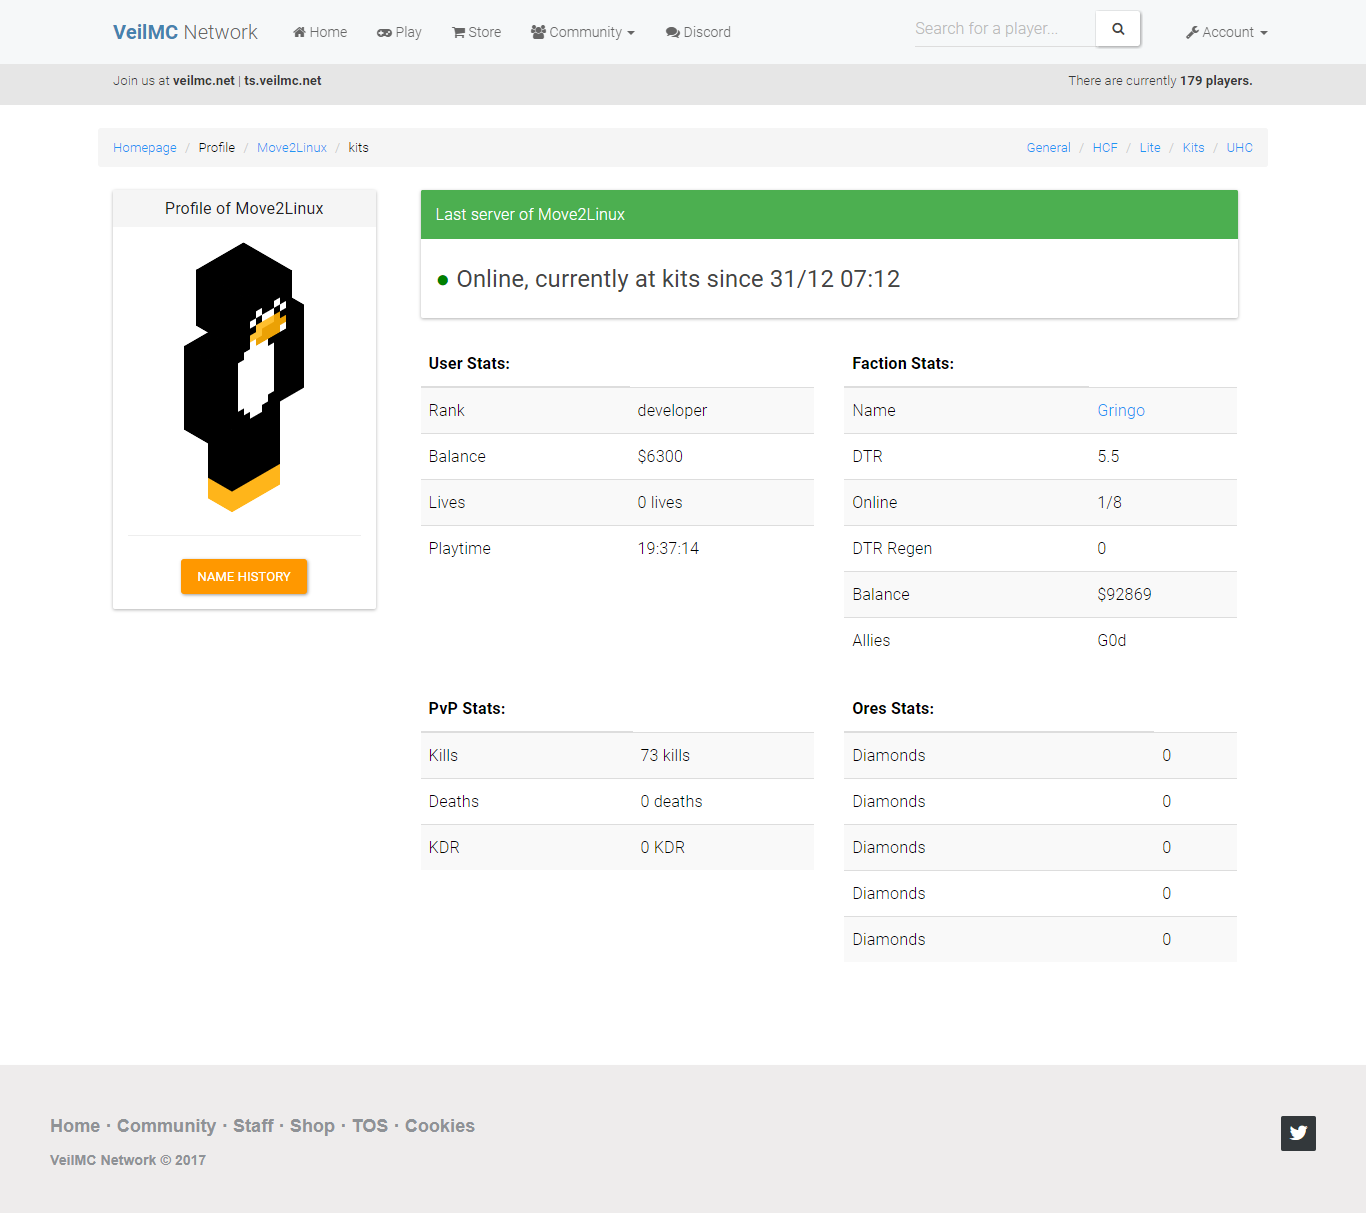 VeilMC Network Home Play Store Community Discord Search for a player... Account
Join us at veilmc.net | ts.veilmc.net There are currently 179 players.
Homepage / Profile / Move2Linux / kits General / HCF / Lite / Kits / UHC
Profile of Move2Linux
NAME HISTORY
Last server of Move2Linux
● Online, currently at kits since 31/12 07:12
User Stats:
Rank developer
Balance $6300
Lives 0 lives
Playtime 19:37:14
Faction Stats:
Name Gringo
DTR 5.5
Online 1/8
DTR Regen 0
Balance $92869
Allies G0d
PvP Stats:
Kills 73 kills
Deaths 0 deaths
KDR 0 KDR
Ores Stats:
Diamonds 0
Diamonds 0
Diamonds 0
Diamonds 0
Diamonds 0
Home · Community · Staff · Shop · TOS · Cookies
VeilMC Network © 2017